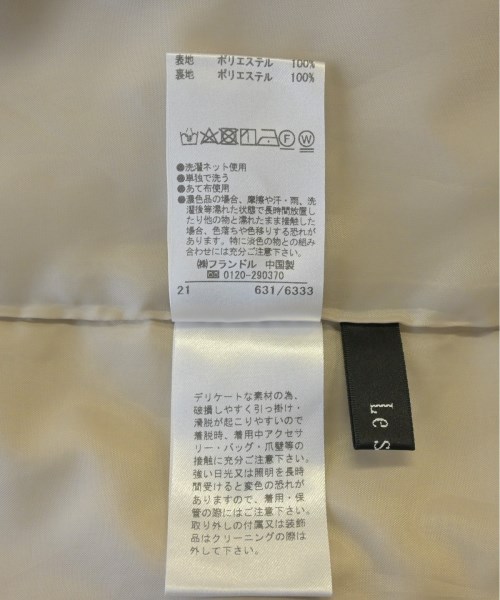 表地 ポリエステル 100%
裏地 ポリエステル 100%
F W
●洗濯ネット使用
●単独で洗う
●あて布使用
●濃色品の場合、摩擦や汗・雨、洗
濯後等濡れた状態で長時間放置し
たり他の物と濡れたまま接触した
場合、色落ちや色移りする恐れが
あります。特に淡色の物との組み
合わせには充分ご注意下さい。
㈱フランドル 中国製
0120-290370
21 631/6333
デリケートな素材の為、
破損しやすく引っ掛け・
滑脱が起こりやすいので
着脱時、着用中アクセサ
リー・バッグ・爪壁等の
接触に充分ご注意下さい。
強い日光又は照明を長時
間受けると変色の恐れが
ありますので、着用・保
管の際にはご注意下さい。
取り外しの付属又は装飾
品はクリーニングの際は
外して下さい。
Le s